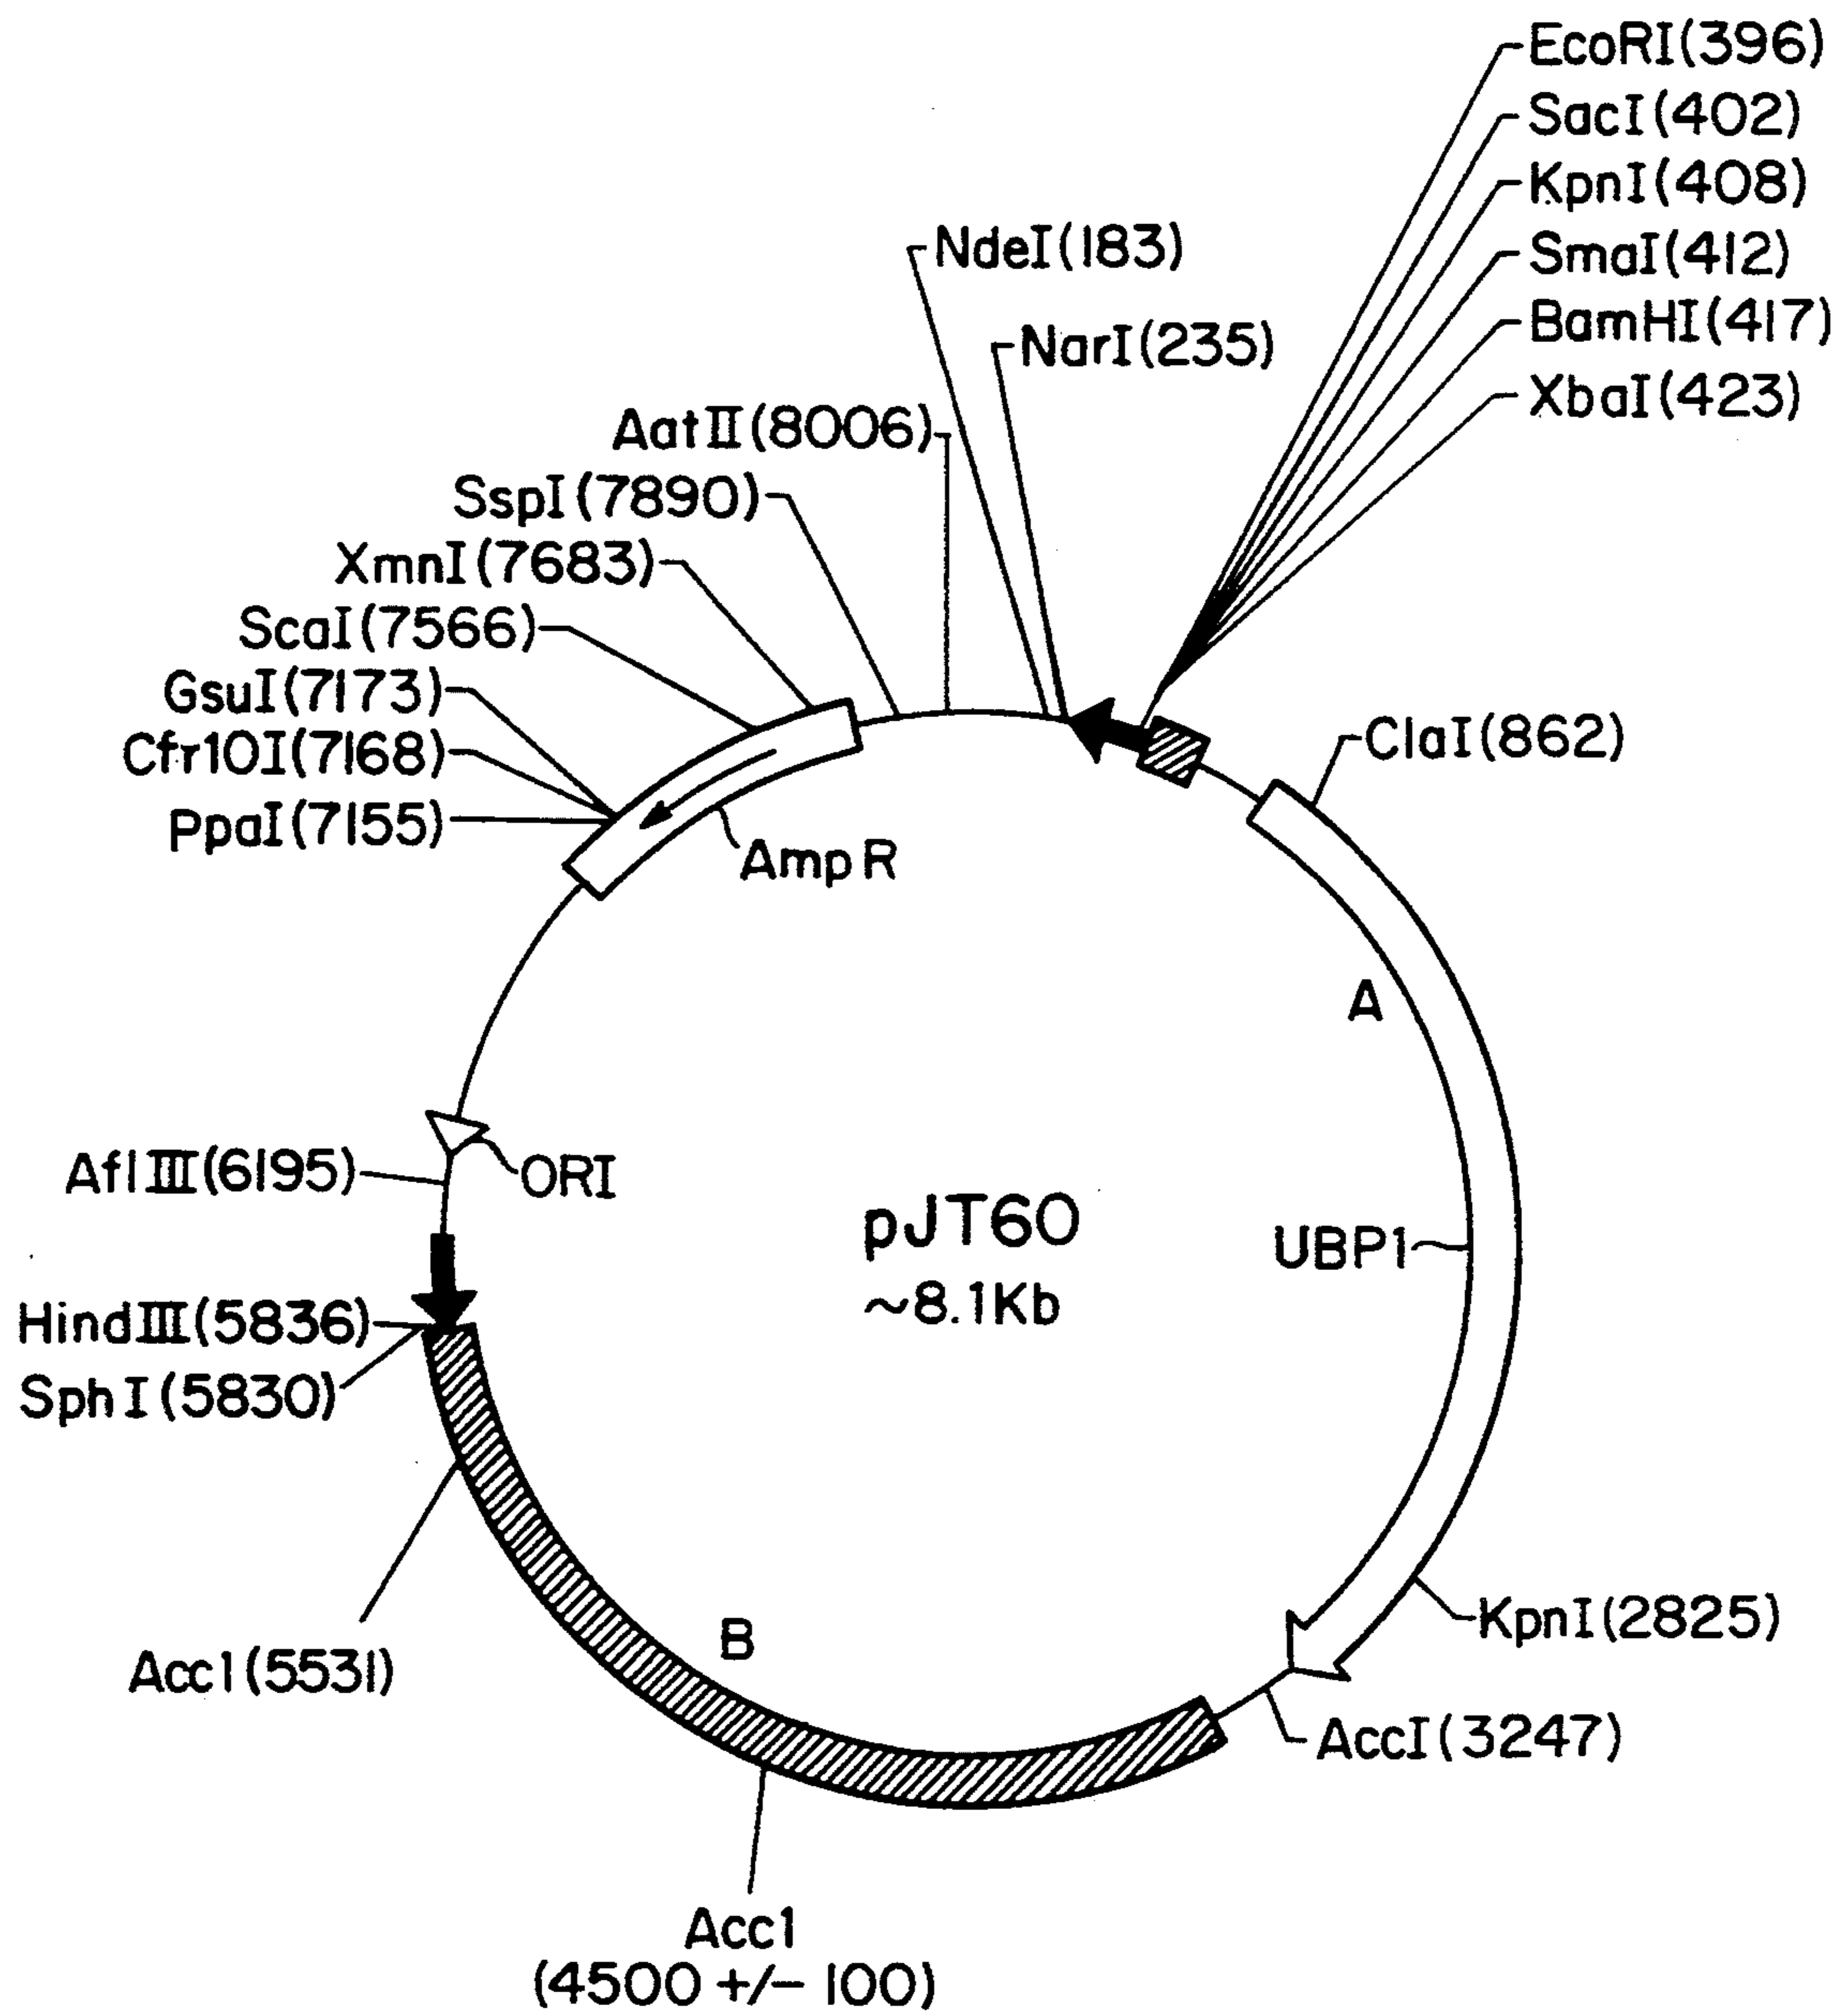 EcoRI(396)
SacI(402)
KpnI(408)
SmaI(412)
BamHI(417)
XbaI(423)
NdeI(183)
NarI(235)
AatII(8006)
SspI(7890)
XmnI(7683)
ScaI(7566)
GsuI(7173)
Cfr10I(7168)
PpaI(7155)
AmpR
ClaI(862)
A
AflIII(6195)
ORI
pJT60
~8.1Kb
UBP1
HindIII(5836)
SphI(5830)
KpnI(2825)
B
Acc1(5531)
AccI(3247)
Acc1
(4500 +/- 100)